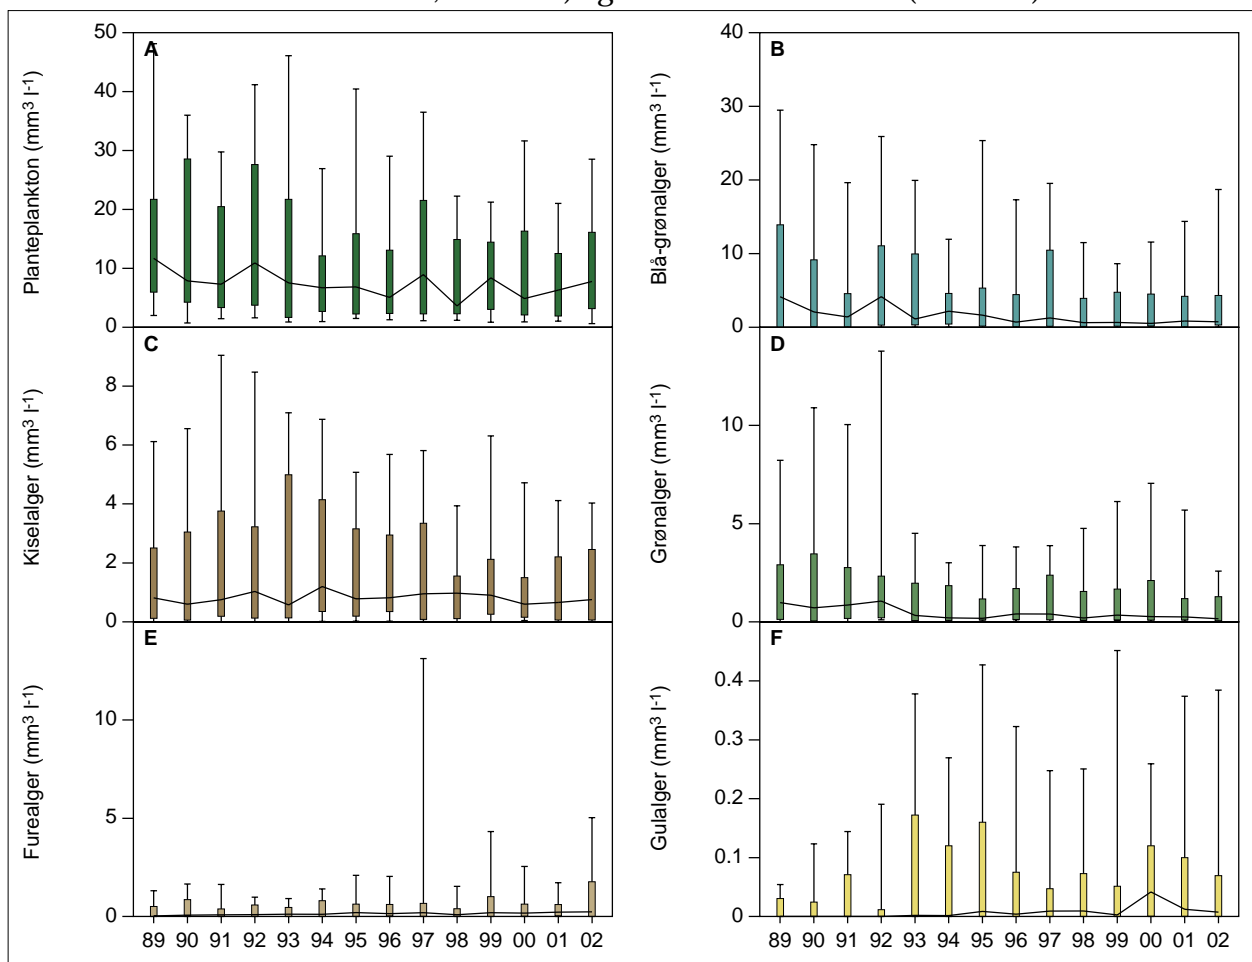 A
B
Planteplankton (mm3 l-1)
50
40
30
20
10
0
Blå-grønalger (mm3 l-1)
40
30
20
10
0
C
D
Kiselalger (mm3 l-1)
8
6
4
2
0
Grønalger (mm3 l-1)
10
5
0
E
F
Furealger (mm3 l-1)
10
5
0
Gulalger (mm3 l-1)
0.4
0.3
0.2
0.1
0
89 90 91 92 93 94 95 96 97 98 99 00 01 02
89 90 91 92 93 94 95 96 97 98 99 00 01 02